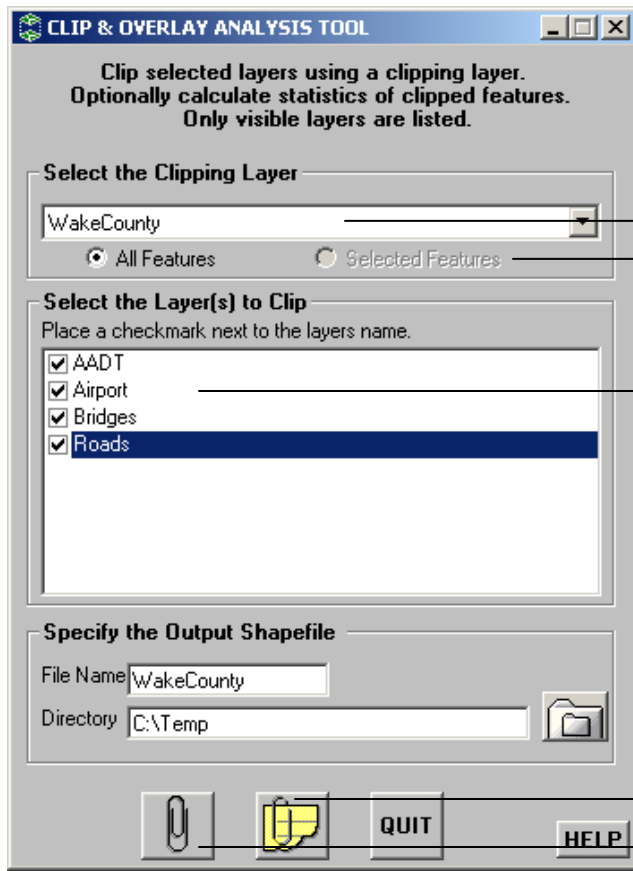 CLIP & OVERLAY ANALYSIS TOOL
Clip selected layers using a clipping layer.
Optionally calculate statistics of clipped features.
Only visible layers are listed.
Select the Clipping Layer
WakeCounty
All Features Selected Features
Select the Layer(s) to Clip
Place a checkmark next to the layers name.
AADT
Airport
Bridges
Roads
Specify the Output Shapefile
File Name WakeCounty
Directory C:\Temp
QUIT
HELP